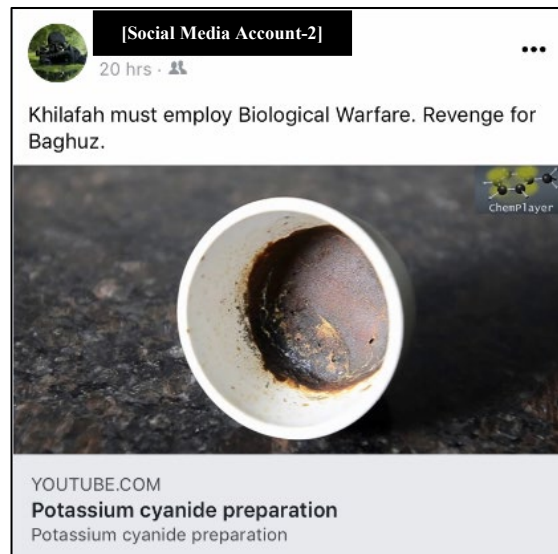 [Social Media Account-2]
20 hrs ·
Khilafah must employ Biological Warfare. Revenge for
Baghuz.
ChemPlayer
YOUTUBE.COM
Potassium cyanide preparation
Potassium cyanide preparation